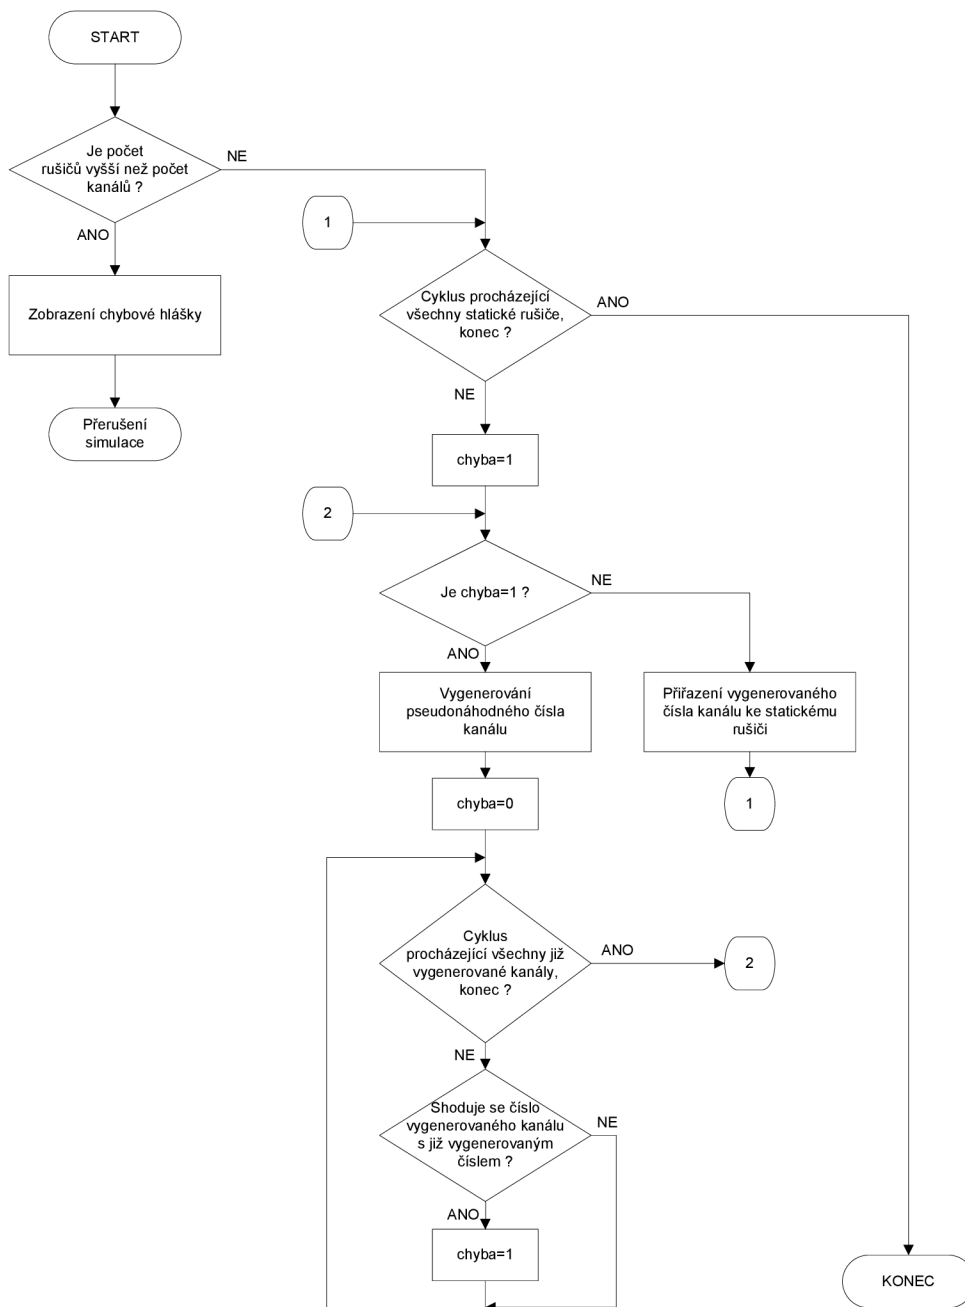 START
Je počet
rušičů vyšší než počet
kanálů ?
NE
ANO
1
Zobrazení chybové hlášky
Cyklus procházející
všechny statické rušiče,
konec ?
ANO
NE
Přerušení
simulace
chyba=1
2
Je chyba=1 ?
NE
ANO
Vygenerování
pseudonáhodného čísla
kanálu
Přiřazení vygenerovaného
čísla kanálu ke statickému
rušiči
chyba=0
1
Cyklus
procházející všechny již
vygenerované kanály,
konec ?
ANO
2
NE
Shoduje se číslo
vygenerovaného kanálu
s již vygenerovaným
číslem ?
NE
ANO
chyba=1
KONEC